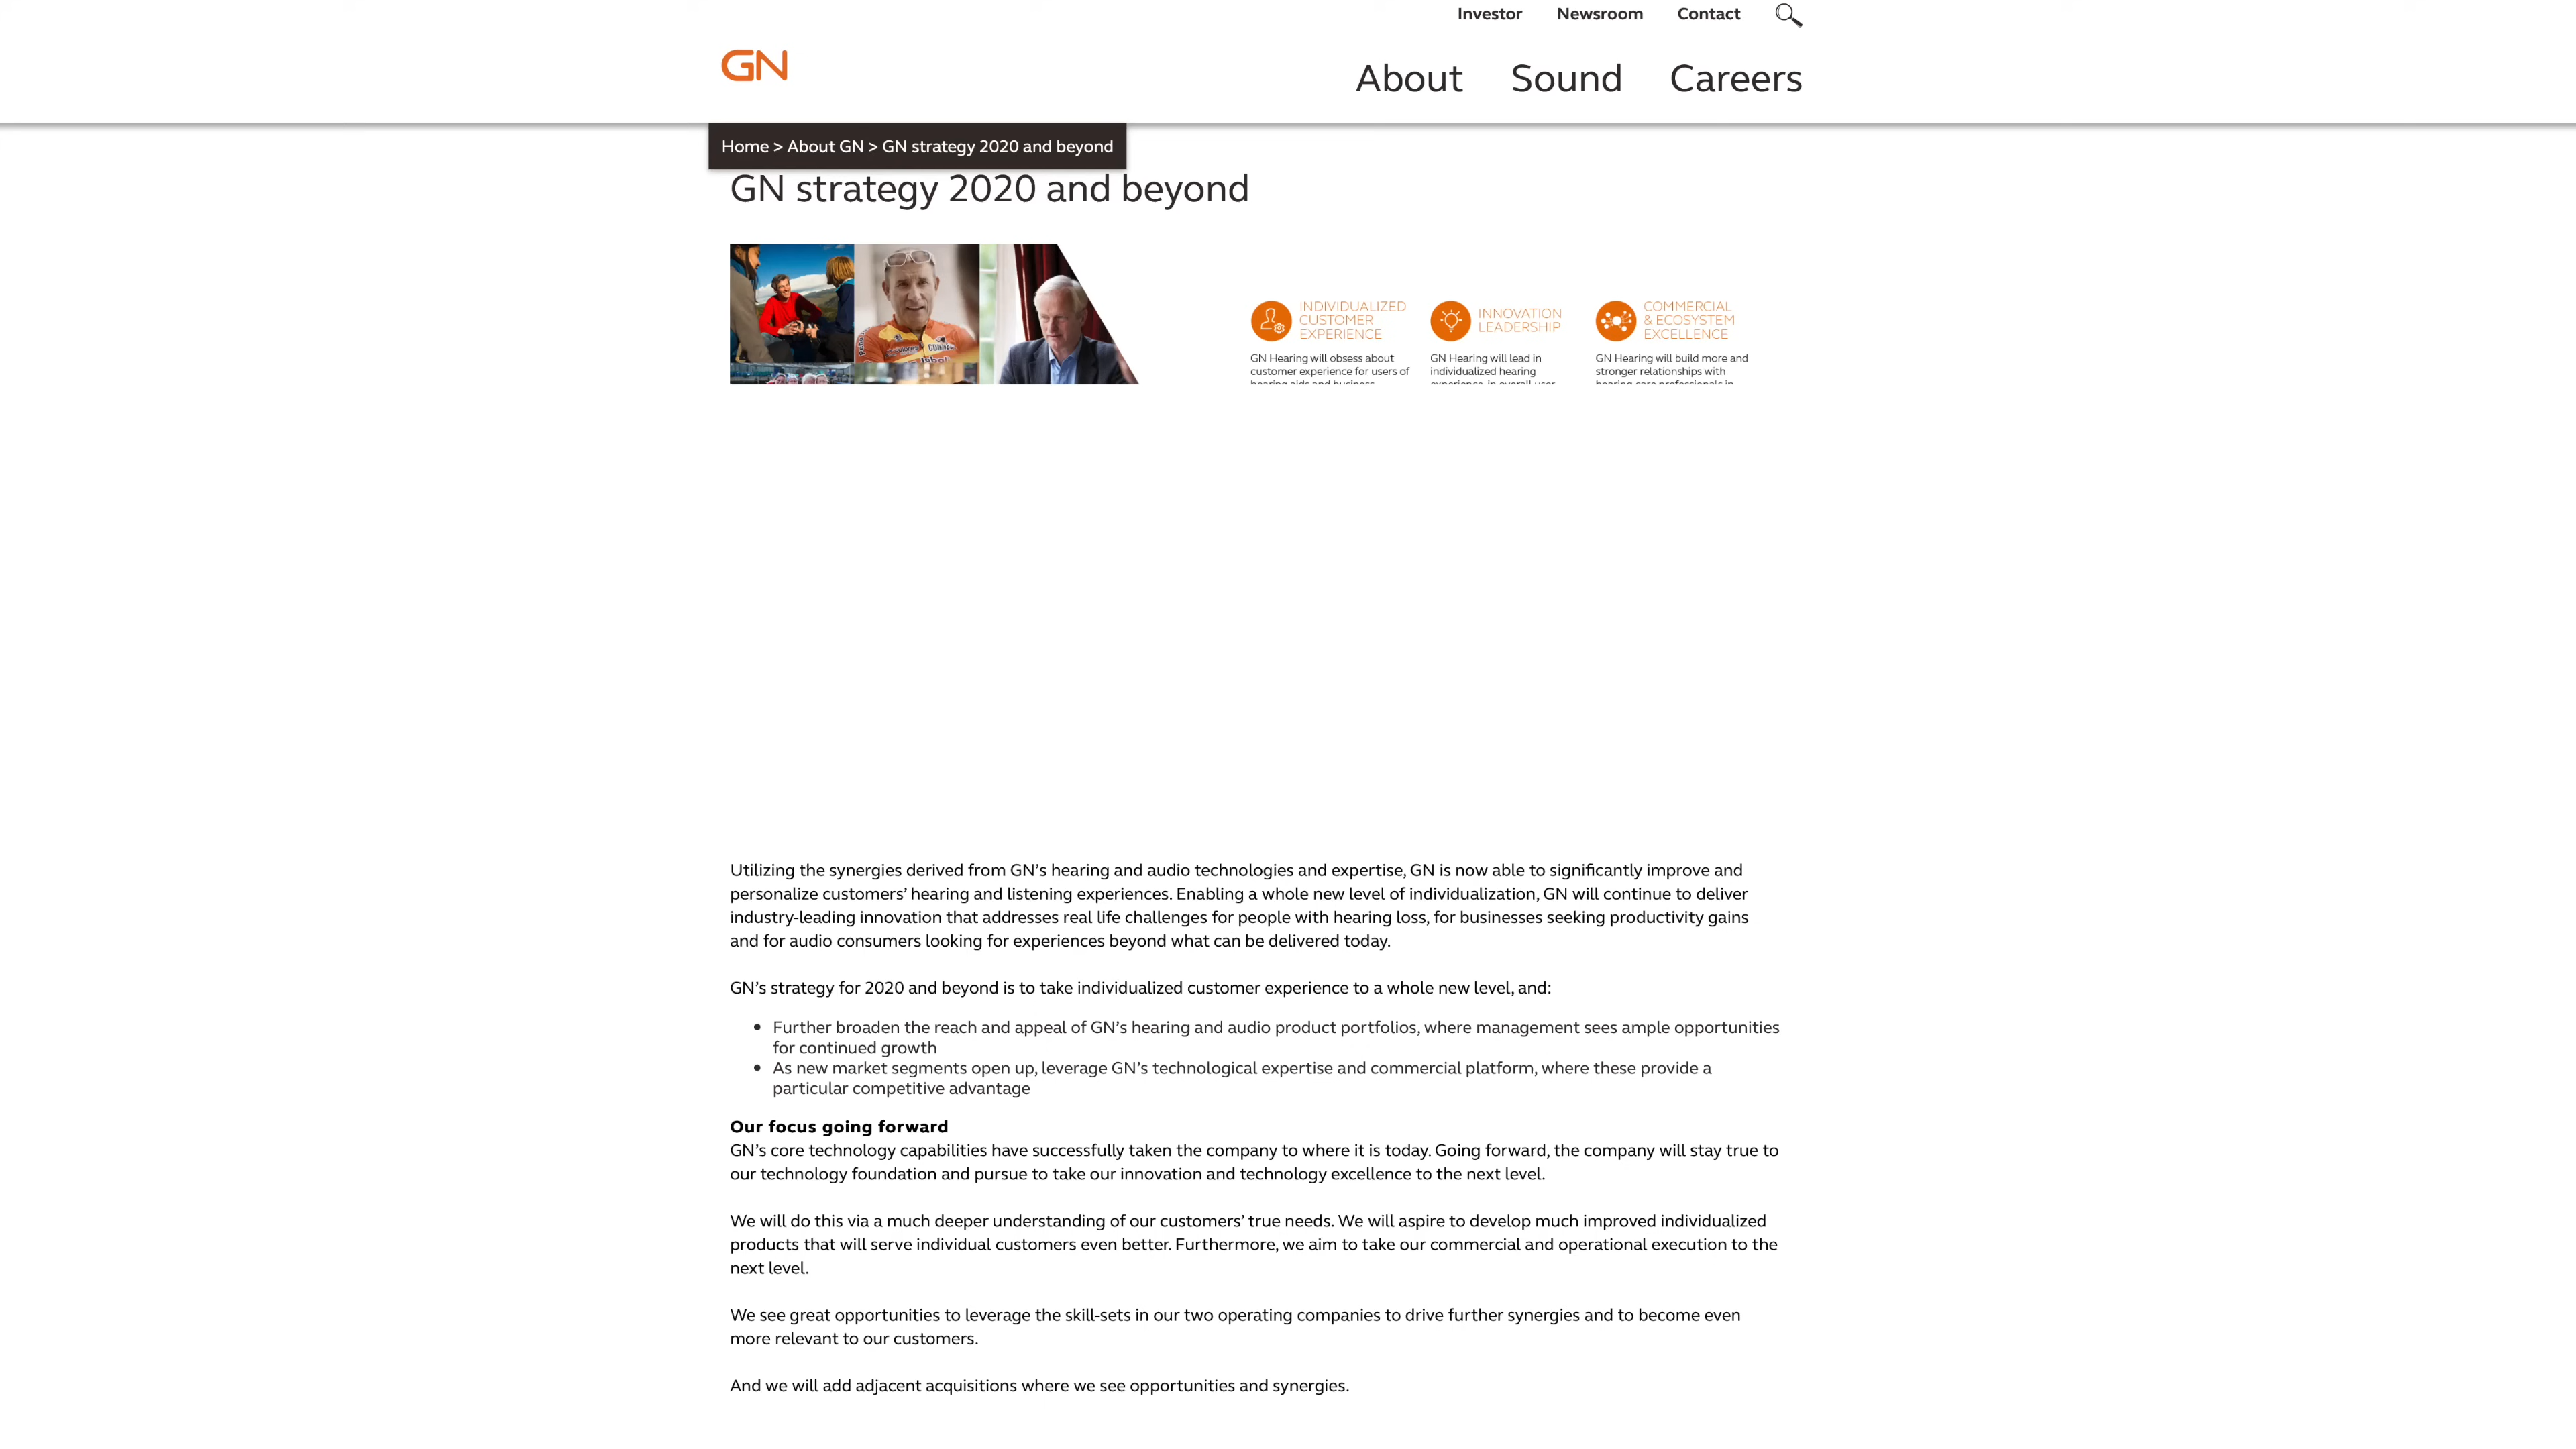 Investor Newsroom Contact
GN
About Sound Careers
Home > About GN > GN strategy 2020 and beyond
GN strategy 2020 and beyond
INDIVIDUALIZED
CUSTOMER
EXPERIENCE
GN Hearing will obsess about
customer experience for users of
hearing aids and business
INNOVATION
LEADERSHIP
GN Hearing will lead in
individualized hearing
experience, in overall user
COMMERCIAL
& ECOSYSTEM
EXCELLENCE
GN Hearing will build more and
stronger relationships with
hearing care professionals in
Utilizing the synergies derived from GN’s hearing and audio technologies and expertise, GN is now able to significantly improve and
personalize customers’ hearing and listening experiences. Enabling a whole new level of individualization, GN will continue to deliver
industry-leading innovation that addresses real life challenges for people with hearing loss, for businesses seeking productivity gains
and for audio consumers looking for experiences beyond what can be delivered today.
GN’s strategy for 2020 and beyond is to take individualized customer experience to a whole new level, and:
• Further broaden the reach and appeal of GN’s hearing and audio product portfolios, where management sees ample opportunities
for continued growth
• As new market segments open up, leverage GN’s technological expertise and commercial platform, where these provide a
particular competitive advantage
Our focus going forward
GN’s core technology capabilities have successfully taken the company to where it is today. Going forward, the company will stay true to
our technology foundation and pursue to take our innovation and technology excellence to the next level.
We will do this via a much deeper understanding of our customers’ true needs. We will aspire to develop much improved individualized
products that will serve individual customers even better. Furthermore, we aim to take our commercial and operational execution to the
next level.
We see great opportunities to leverage the skill-sets in our two operating companies to drive further synergies and to become even
more relevant to our customers.
And we will add adjacent acquisitions where we see opportunities and synergies.